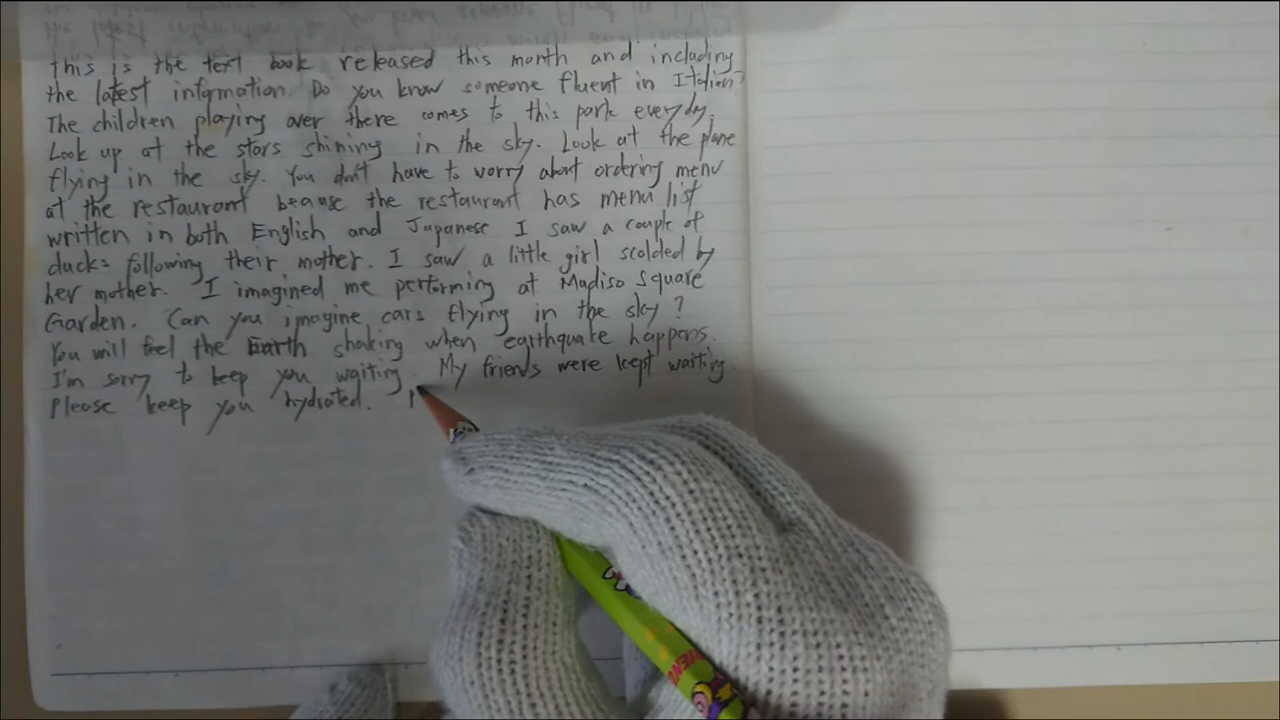 this is the text book released this month and including
the latest information. Do you know someone fluent in Italian?
The children playing over there comes to this park everyday.
Look up at the stars shining in the sky. Look at the plane
flying in the sky. You don't have to worry about ordering menu
at the restaurant beause the restaurant has menu list
written in both English and Japanese. I saw a couple of
ducks following their mother. I saw a little girl scolded by
her mother. I imagined me performing at Madiso Square
Garden. Can you imagine cars flying in the sky?
You will feel the Earth shaking when earthquake happens.
I'm sorry to keep you waiting. My friends were kept waiting.
Please keep you hydrated.